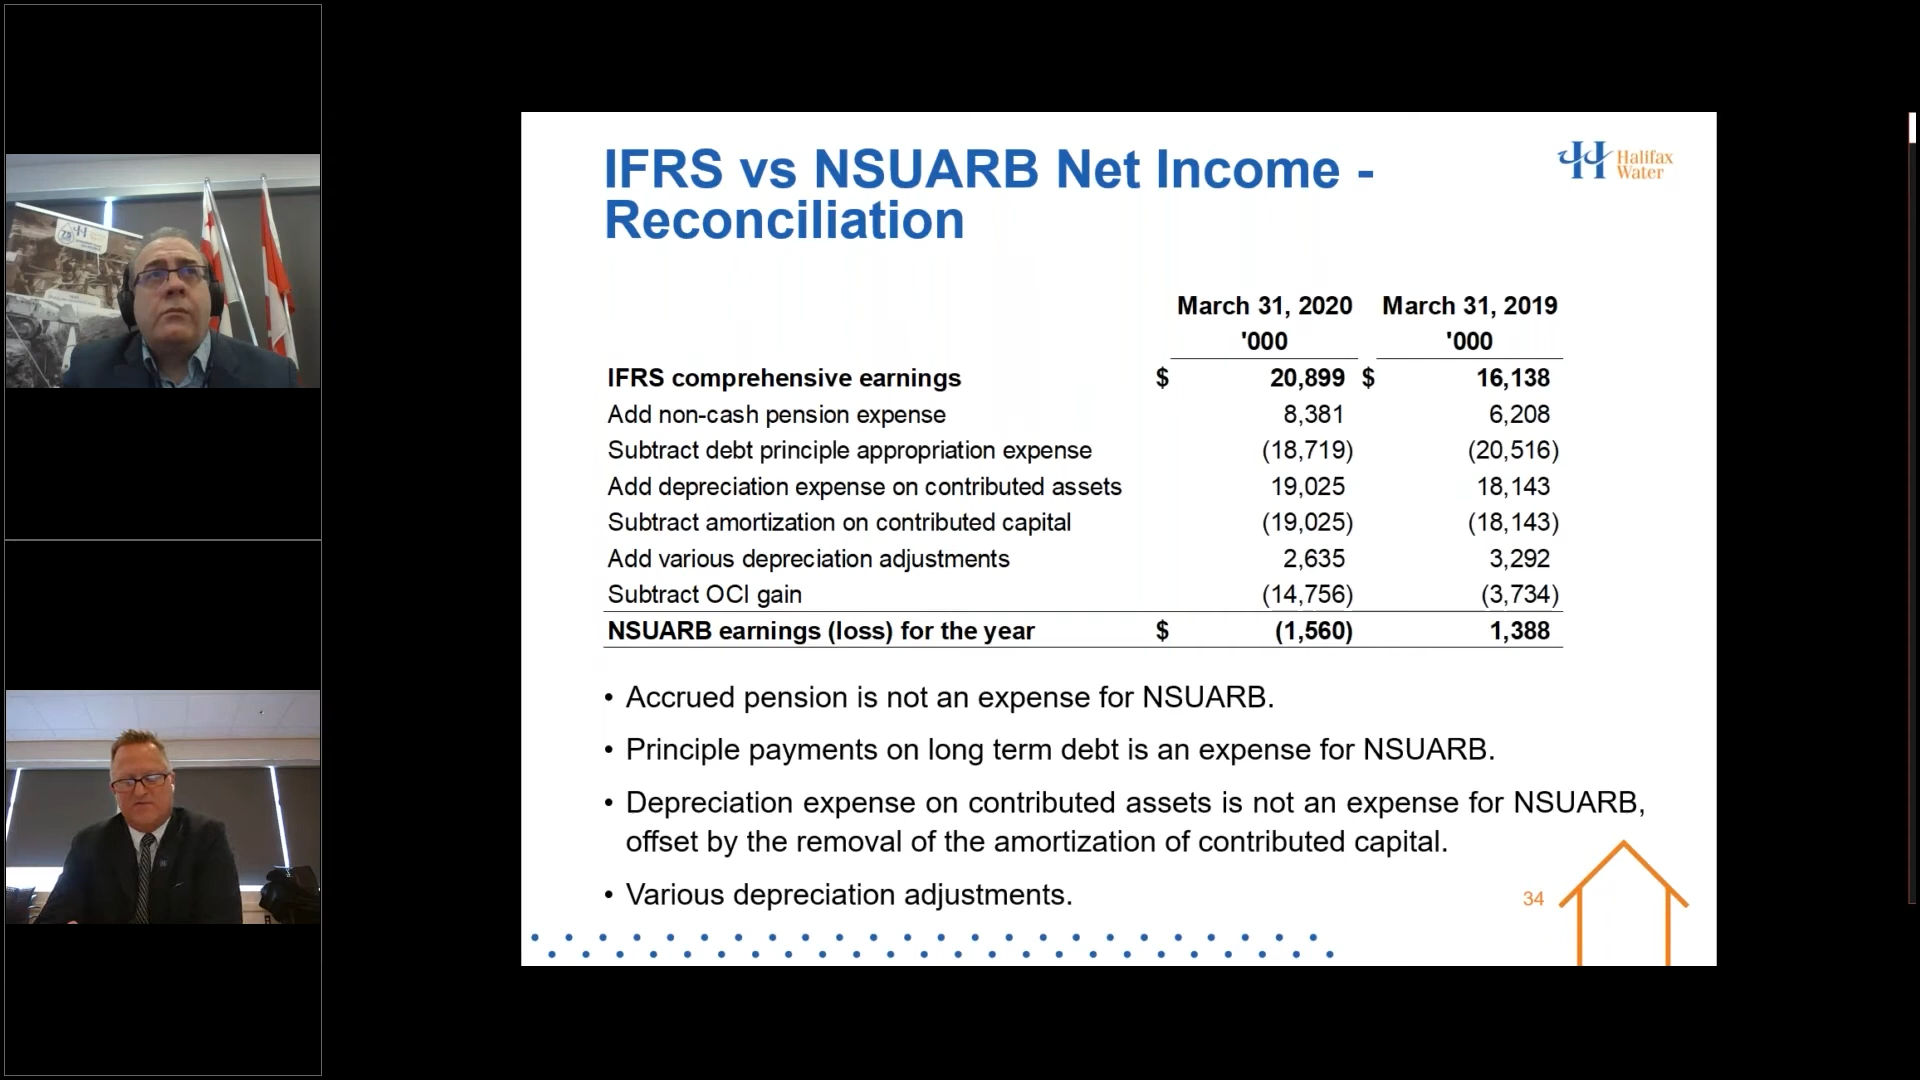 IFRS vs NSUARB Net Income -
Reconciliation
Halifax
Water
March 31, 2020 March 31, 2019
'000 '000
IFRS comprehensive earnings $ 20,899 $ 16,138
Add non-cash pension expense 8,381 6,208
Subtract debt principle appropriation expense (18,719) (20,516)
Add depreciation expense on contributed assets 19,025 18,143
Subtract amortization on contributed capital (19,025) (18,143)
Add various depreciation adjustments 2,635 3,292
Subtract OCI gain (14,756) (3,734)
NSUARB earnings (loss) for the year $ (1,560) 1,388
• Accrued pension is not an expense for NSUARB.
• Principle payments on long term debt is an expense for NSUARB.
• Depreciation expense on contributed assets is not an expense for NSUARB,
offset by the removal of the amortization of contributed capital.
• Various depreciation adjustments.
34
75